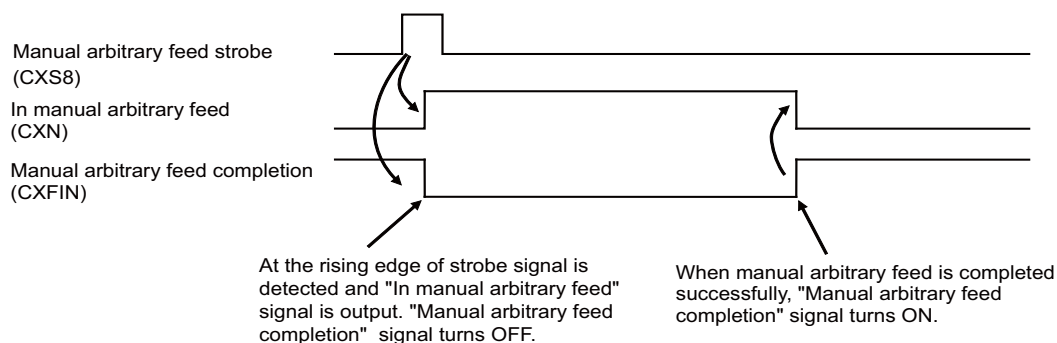 Manual arbitrary feed strobe
(CXS8)
In manual arbitrary feed
(CXN)
Manual arbitrary feed completion
(CXFIN)
At the rising edge of strobe signal is
detected and "In manual arbitrary feed"
signal is output. "Manual arbitrary feed
completion" signal turns OFF.
When manual arbitrary feed is completed
successfully, "Manual arbitrary feed
completion" signal turns ON.